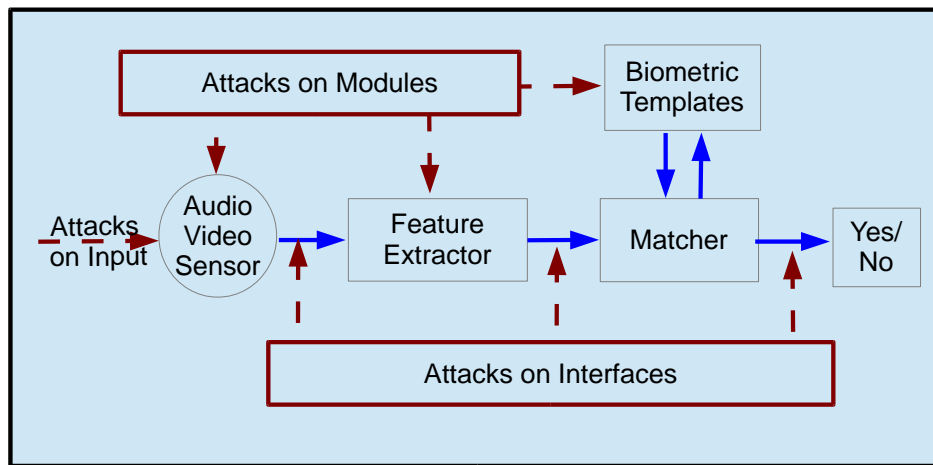 Attacks on Modules
Biometric
Templates
Attacks
on Input
Audio
Video
Sensor
Feature
Extractor
Matcher
Yes/
No
Attacks on Interfaces